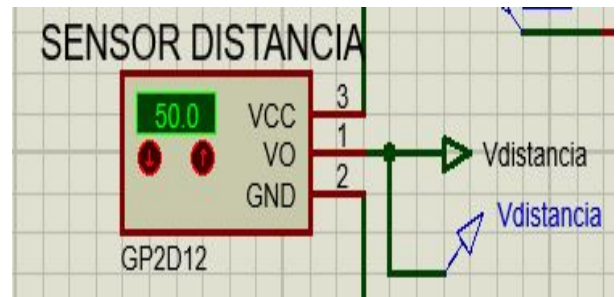 SENSOR DISTANCIA
50.0
VCC 3
VO 1
GND 2
Vdistancia
Vdistancia
GP2D12